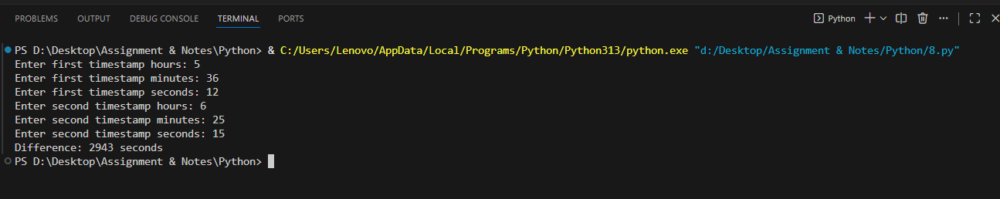 PROBLEMS OUTPUT DEBUG CONSOLE TERMINAL PORTS Python
PS D:\Desktop\Assignment & Notes\Python> & C:/Users/Lenovo/AppData/Local/Programs/Python/Python313/python.exe "d:/Desktop/Assignment & Notes/Python/8.py"
Enter first timestamp hours: 5
Enter first timestamp minutes: 36
Enter first timestamp seconds: 12
Enter second timestamp hours: 6
Enter second timestamp minutes: 25
Enter second timestamp seconds: 15
Difference: 2943 seconds
PS D:\Desktop\Assignment & Notes\Python>